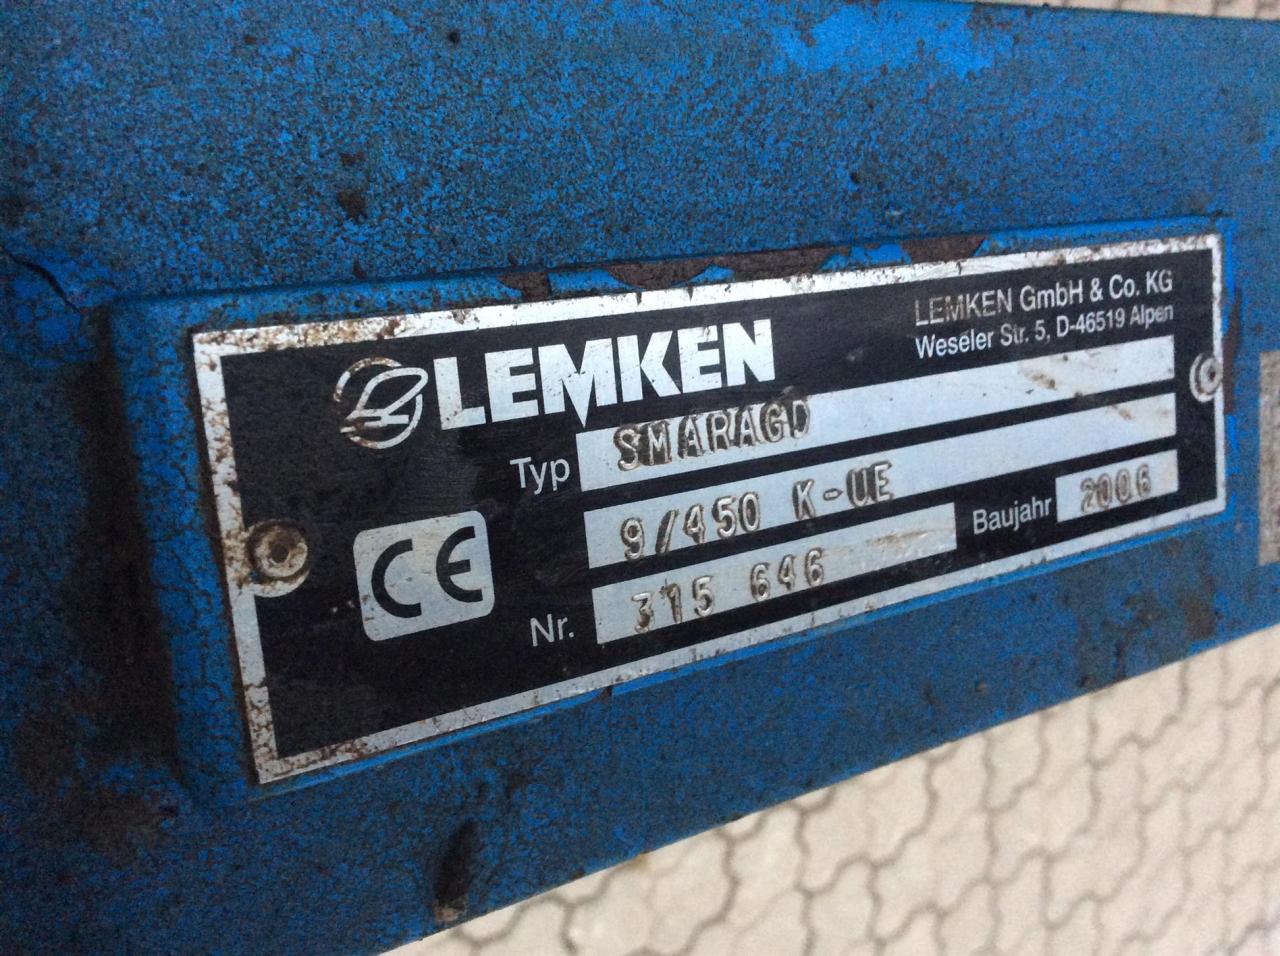 LEMKEN
LEMKEN GmbH & Co. KG
Weseler Str. 5, D-46519 Alpen
Typ SMARAGD
9/450 K-UE
Baujahr 2006
Nr. 315 646
CE